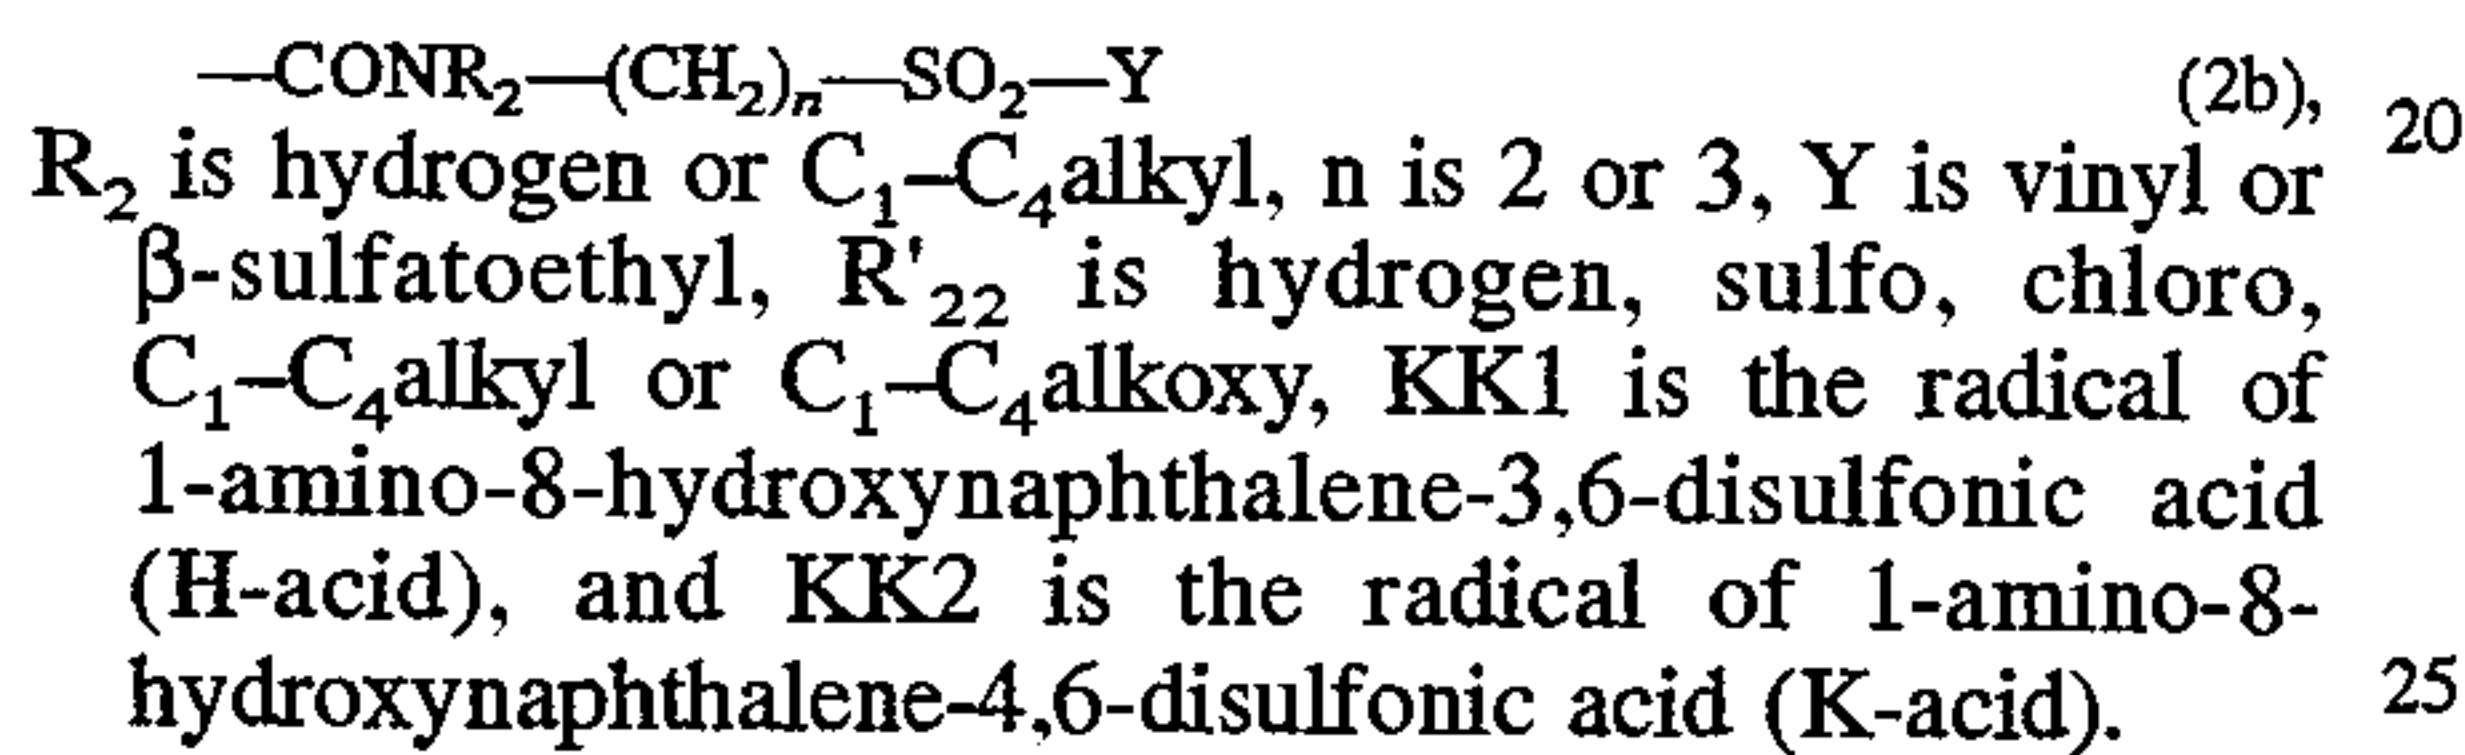 —CONR₂—(CH₂)ₙ—SO₂—Y (2b), 20
R₂ is hydrogen or C₁–C₄alkyl, n is 2 or 3, Y is vinyl or
β-sulfatoethyl, R'₂₂ is hydrogen, sulfo, chloro,
C₁–C₄alkyl or C₁–C₄alkoxy, KK1 is the radical of
1-amino-8-hydroxynaphthalene-3,6-disulfonic acid
(H-acid), and KK2 is the radical of 1-amino-8-
hydroxynaphthalene-4,6-disulfonic acid (K-acid). 25